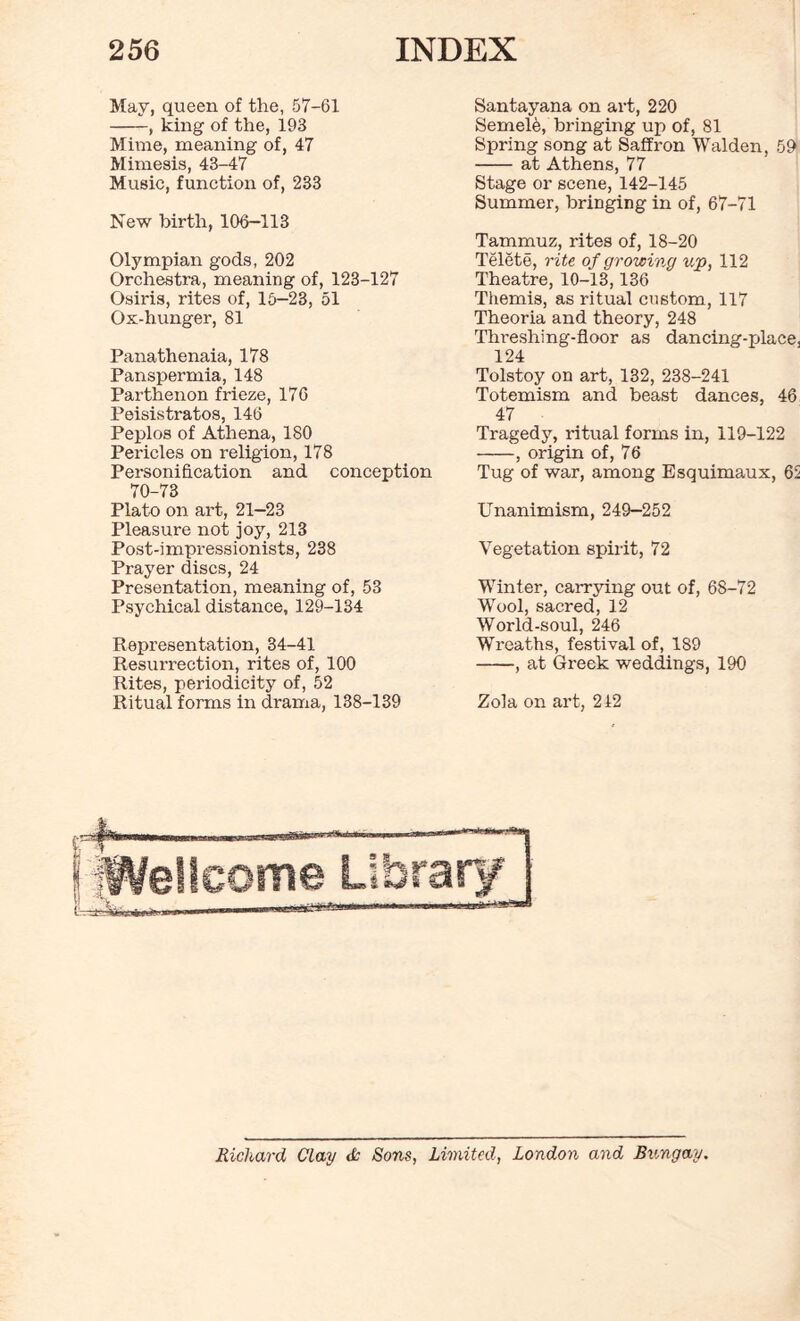 256 INDEX
May, queen of the, 57-61
——, king of the, 193
Mime, meaning of, 47
Mimesis, 43-47
Music, function of, 233
New birth, 106-113
Olympian gods, 202
Orchestra, meaning of, 123-127
Osiris, rites of, 15-23, 51
Ox-hunger, 81
Panathenaia, 178
Panspermia, 148
Parthenon frieze, 176
Peisistratos, 146
Peplos of Athena, 180
Pericles on religion, 178
Personification and conception
70-73
Plato on art, 21-23
Pleasure not joy, 213
Post-impressionists, 238
Prayer discs, 24
Presentation, meaning of, 53
Psychical distance, 129-134
Representation, 34-41
Resurrection, rites of, 100
Rites, periodicity of, 52
Ritual forms in drama, 138-139
Santayana on art, 220
Semelè, bringing up of, 81
Spring song at Saffron Walden, 59
—— at Athens, 77
Stage or scene, 142-145
Summer, bringing in of, 67-71
Tammuz, rites of, 18-20
Tĕlĕtē, rite of growing up, 112
Theatre, 10-13, 136
Themis, as ritual custom, 117
Theoria and theory, 248
Threshing-floor as dancing-place,
124
Tolstoy on art, 132, 238-241
Totemism and beast dances, 46
47
Tragedy, ritual forms in, 119-122
——, origin of, 76
Tug of war, among Esquimaux, 62
Unanimism, 249-252
Vegetation spirit, 72
Winter, carrying out of, 68-72
Wool, sacred, 12
World-soul, 246
Wreaths, festival of, 189
——, at Greek weddings, 190
Zola on art, 242
Wellcome Library
Richard Clay & Sons, Limited, London and Bungay.